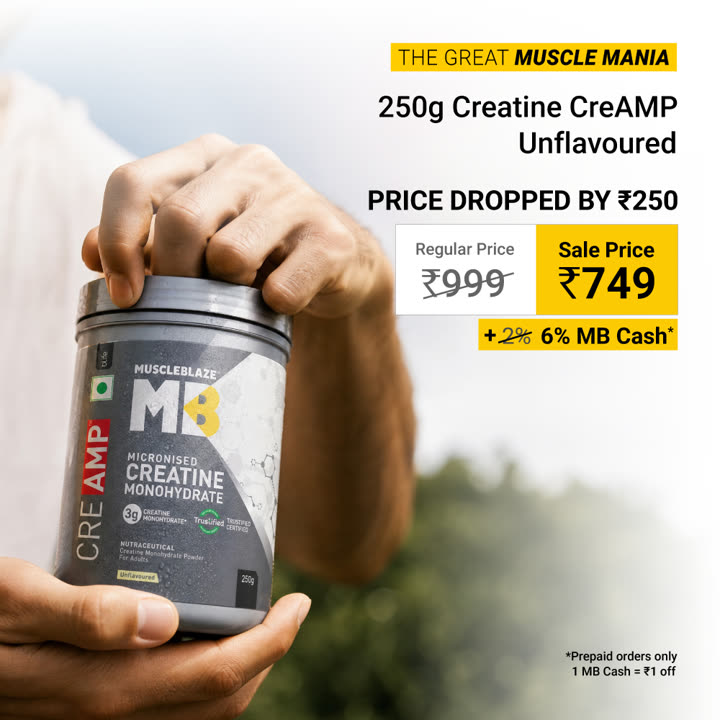 THE GREAT MUSCLE MANIA
250g Creatine CreAMP
Unflavoured
PRICE DROPPED BY ₹250
Regular Price
₹999
Sale Price
₹749
+ 2% 6% MB Cash*
MUSCLEBLAZE
MB
CRE AMP
MICRONISED
CREATINE
MONOHYDRATE
3g CREATINE
MONOHYDRATE*
Trustified TRUSTIFIED
CERTIFIED
NUTRACEUTICAL
Creatine Monohydrate Powder
For Adults
Unflavoured
250g
*Prepaid orders only
1 MB Cash = ₹1 off